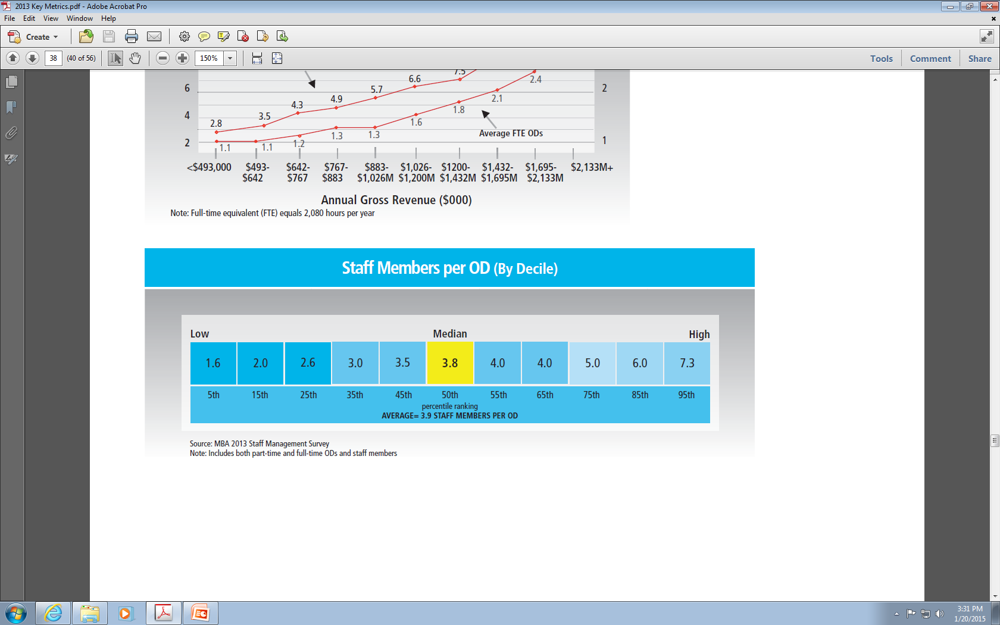 2013 Key Metrics.pdf - Adobe Acrobat Pro
File Edit View Window Help
Create
38 (40 of 56) 150% Tools Comment Share
7.5
6.6 2.4
6 5.7 2
4.9 2.1
4.3 1.8
4 3.5 1.6
2.8 Average FTE ODs
1.3 1.3
2 1.1 1.1 1.2 1
<$493,000 $493- $642- $767- $883- $1,026- $1200- $1,432- $1,695- $2,133M+
$642 $767 $883 $1,026M $1,200M $1,432M $1,695M $2,133M
Annual Gross Revenue ($000)
Note: Full-time equivalent (FTE) equals 2,080 hours per year
Staff Members per OD (By Decile)
Low Median High
1.6 2.0 2.6 3.0 3.5 3.8 4.0 4.0 5.0 6.0 7.3
5th 15th 25th 35th 45th 50th 55th 65th 75th 85th 95th
percentile ranking
AVERAGE= 3.9 STAFF MEMBERS PER OD
Source: MBA 2013 Staff Management Survey
Note: Includes both part-time and full-time ODs and staff members
3:31 PM
1/20/2015